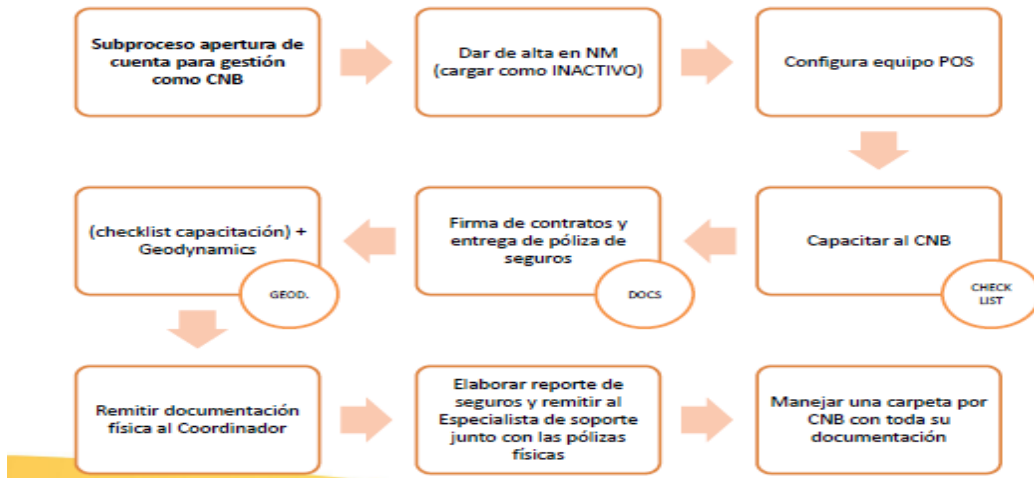 Subproceso apertura de
cuenta para gestión
como CNB
Dar de alta en NM
(cargar como INACTIVO)
Configura equipo POS
Capacitar al CNB
CHECK
LIST
Firma de contratos y
entrega de póliza de
seguros
DOCS
(checklist capacitación) +
Geodynamics
GEOD.
Remitir documentación
física al Coordinador
Elaborar reporte de
seguros y remitir al
Especialista de soporte
junto con las pólizas
físicas
Manejar una carpeta por
CNB con toda su
documentación